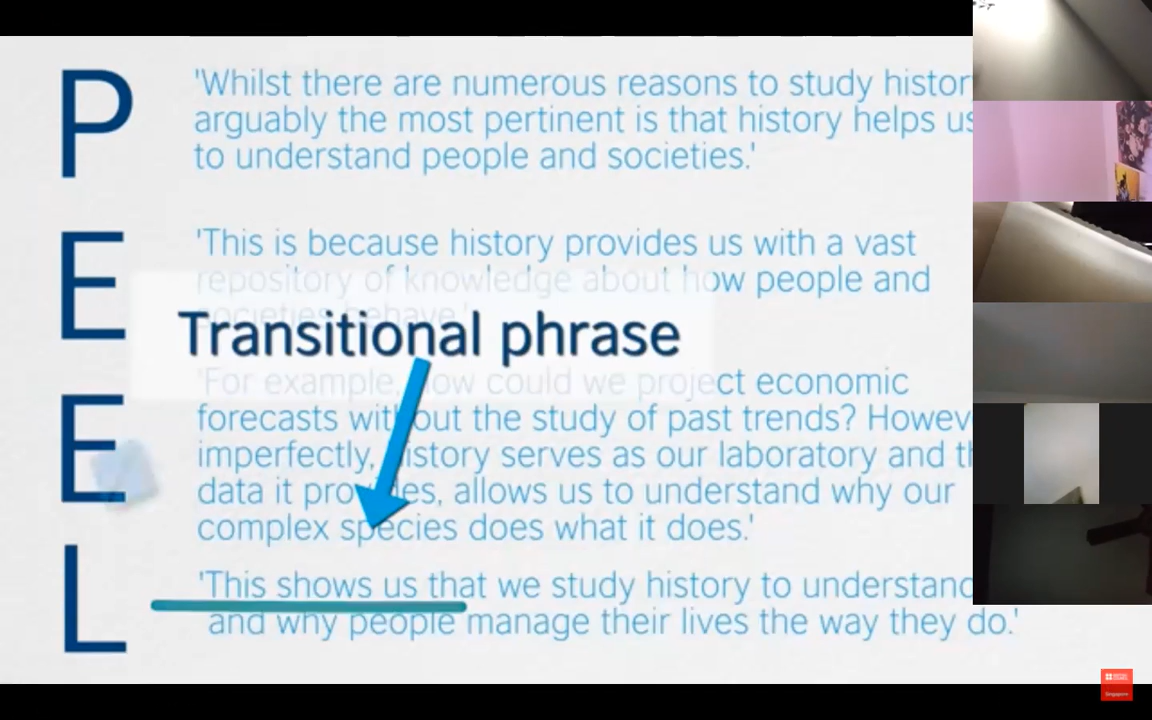 P
'Whilst there are numerous reasons to study histor
arguably the most pertinent is that history helps us
to understand people and societies.'
E
'This is because history provides us with a vast
repository of knowledge about how people and
societies behave.'
Transitional phrase
E
'For example, how could we project economic
forecasts without the study of past trends? Howev
imperfectly, history serves as our laboratory and th
data it provides, allows us to understand why our
complex species does what it does.'
L
'This shows us that we study history to understand
and why people manage their lives the way they do.'
Singapore